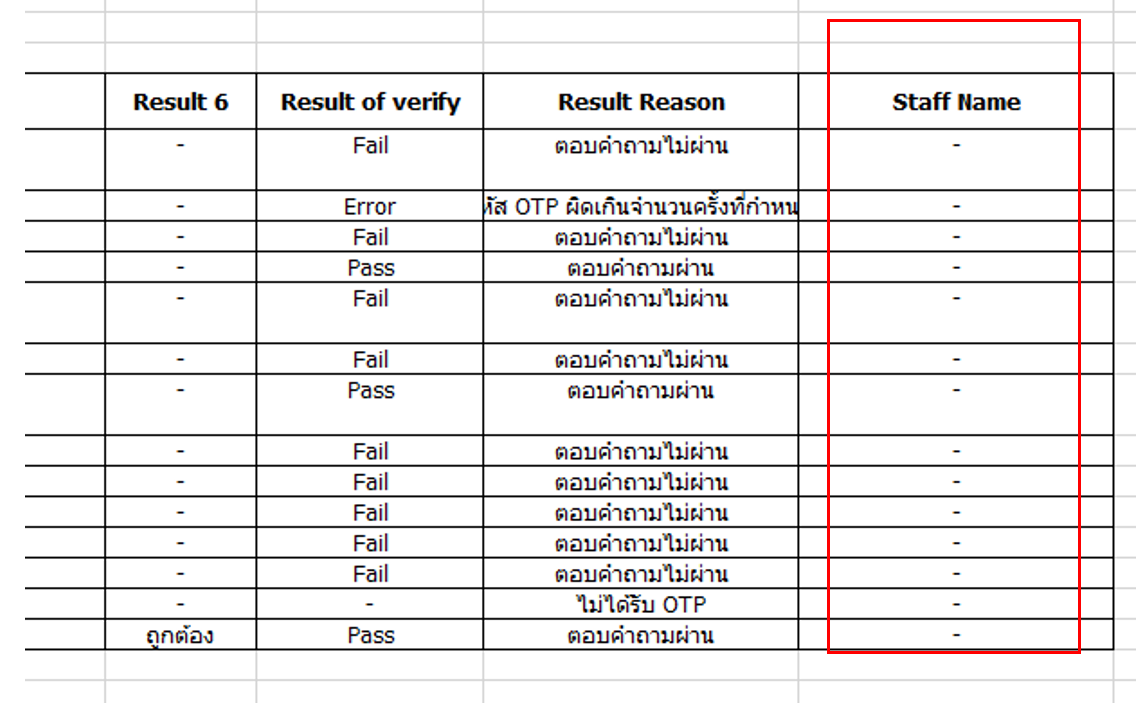 Result 6 Result of verify Result Reason Staff Name
- Fail ตอบคำถามไม่ผ่าน -
- Error OTP ผิดเกินจำนวนครั้งที่ -
- Fail ตอบคำถามไม่ผ่าน -
- Pass ตอบคำถามผ่าน -
- Fail ตอบคำถามไม่ผ่าน -
- Fail ตอบคำถามไม่ผ่าน -
- Pass ตอบคำถามผ่าน -
- Fail ตอบคำถามไม่ผ่าน -
- Fail ตอบคำถามไม่ผ่าน -
- Fail ตอบคำถามไม่ผ่าน -
- Fail ตอบคำถามไม่ผ่าน -
- Fail ตอบคำถามไม่ผ่าน -
- - ไม่ได้รับ OTP -
ถูกต้อง Pass ตอบคำถามผ่าน -